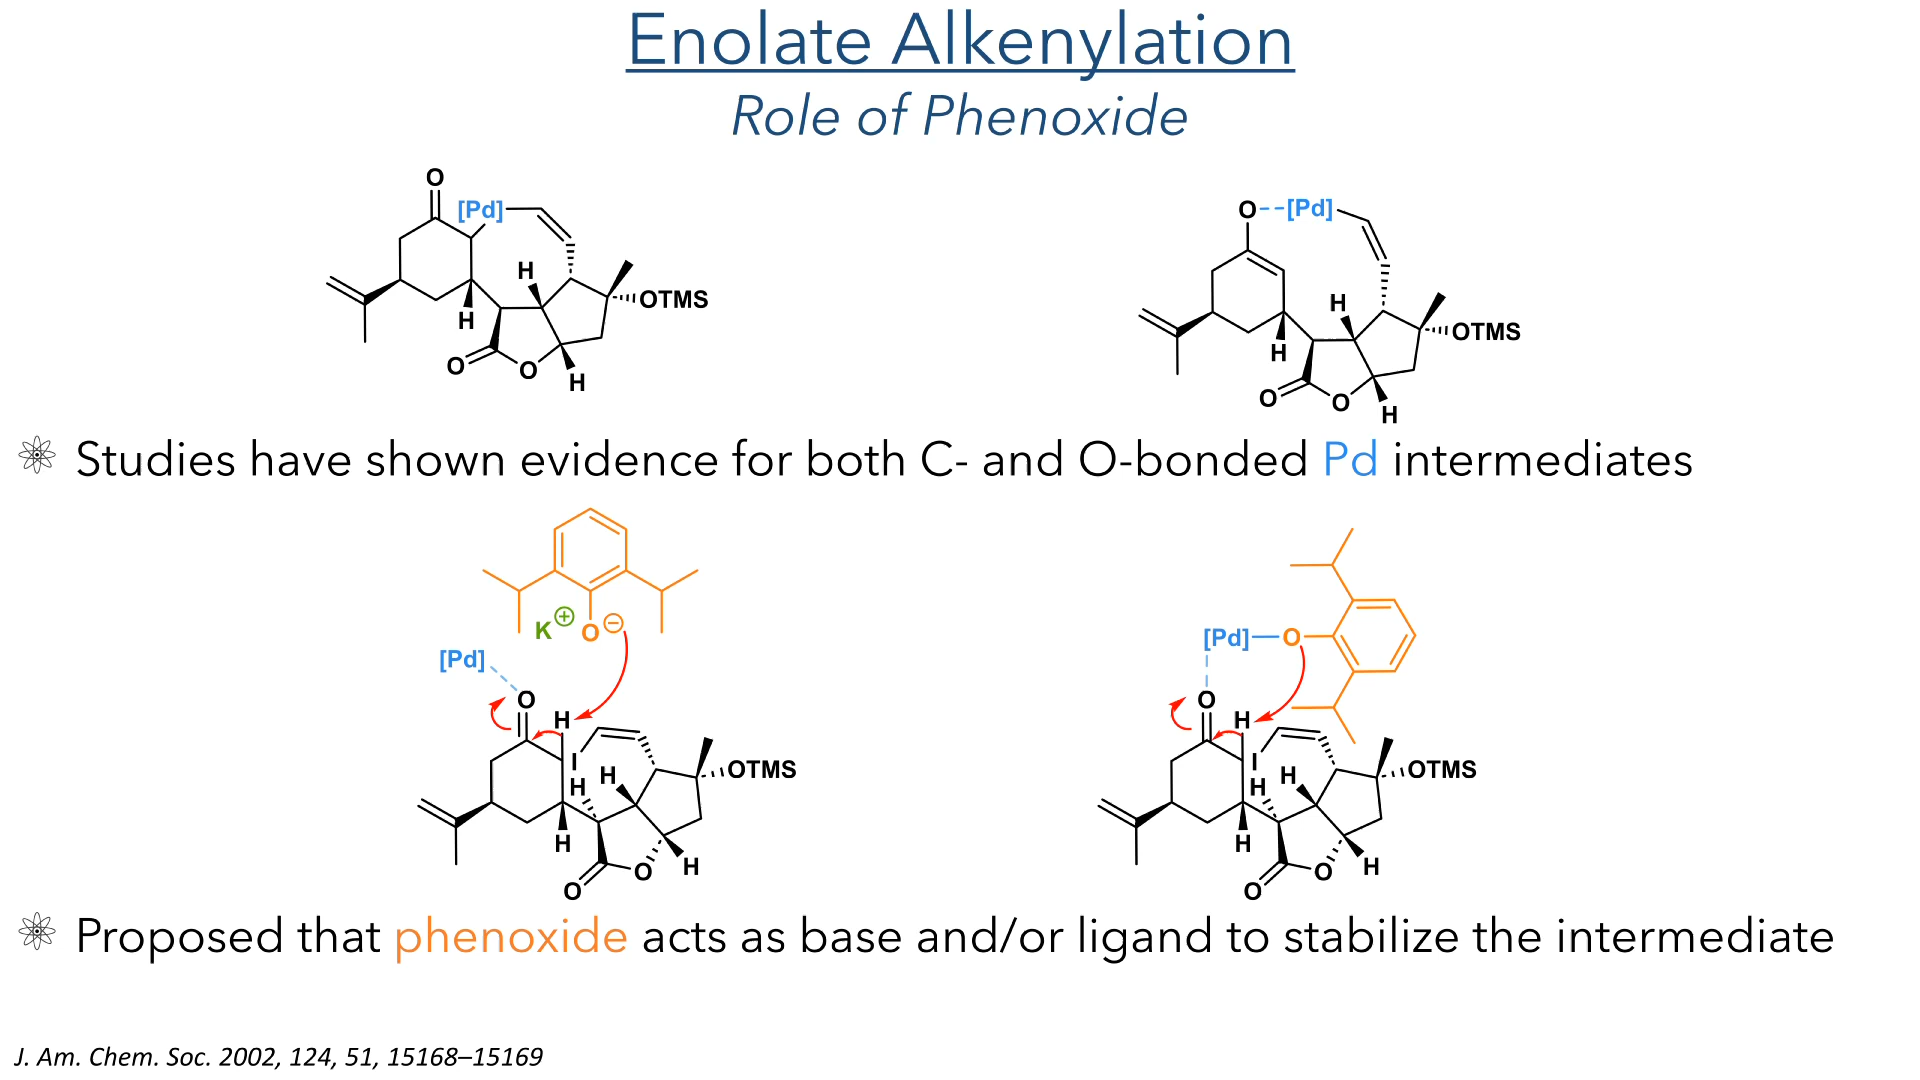 Enolate Alkenylation
Role of Phenoxide
O
[Pd]
H
OTMS
H
O
O
H
O
[Pd]
H
OTMS
H
O
O
H
Studies have shown evidence for both C- and O-bonded Pd intermediates
K⊕
O⊖
[Pd]
O
H
I
H
H
OTMS
H
H
O
O
[Pd]
O
O
H
I
H
H
OTMS
H
H
O
O
Proposed that phenoxide acts as base and/or ligand to stabilize the intermediate
J. Am. Chem. Soc. 2002, 124, 51, 15168–15169